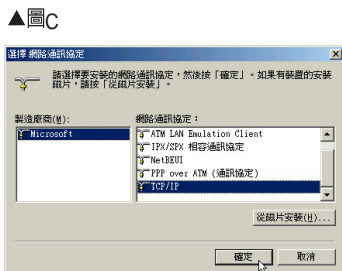 ▲圖C
選擇 網路通訊協定
請選擇要安裝的網路通訊協定，然後按「確定」。如果有裝置的安裝
磁片，請按「從磁片安裝」。
製造廠商(M):
網路通訊協定：
Microsoft
ATM LAN Emulation Client
IPX/SPX 相容通訊協定
NetBEUI
PPP over ATM (通訊協定)
TCP/IP
從磁片安裝(H)...
確定
取消